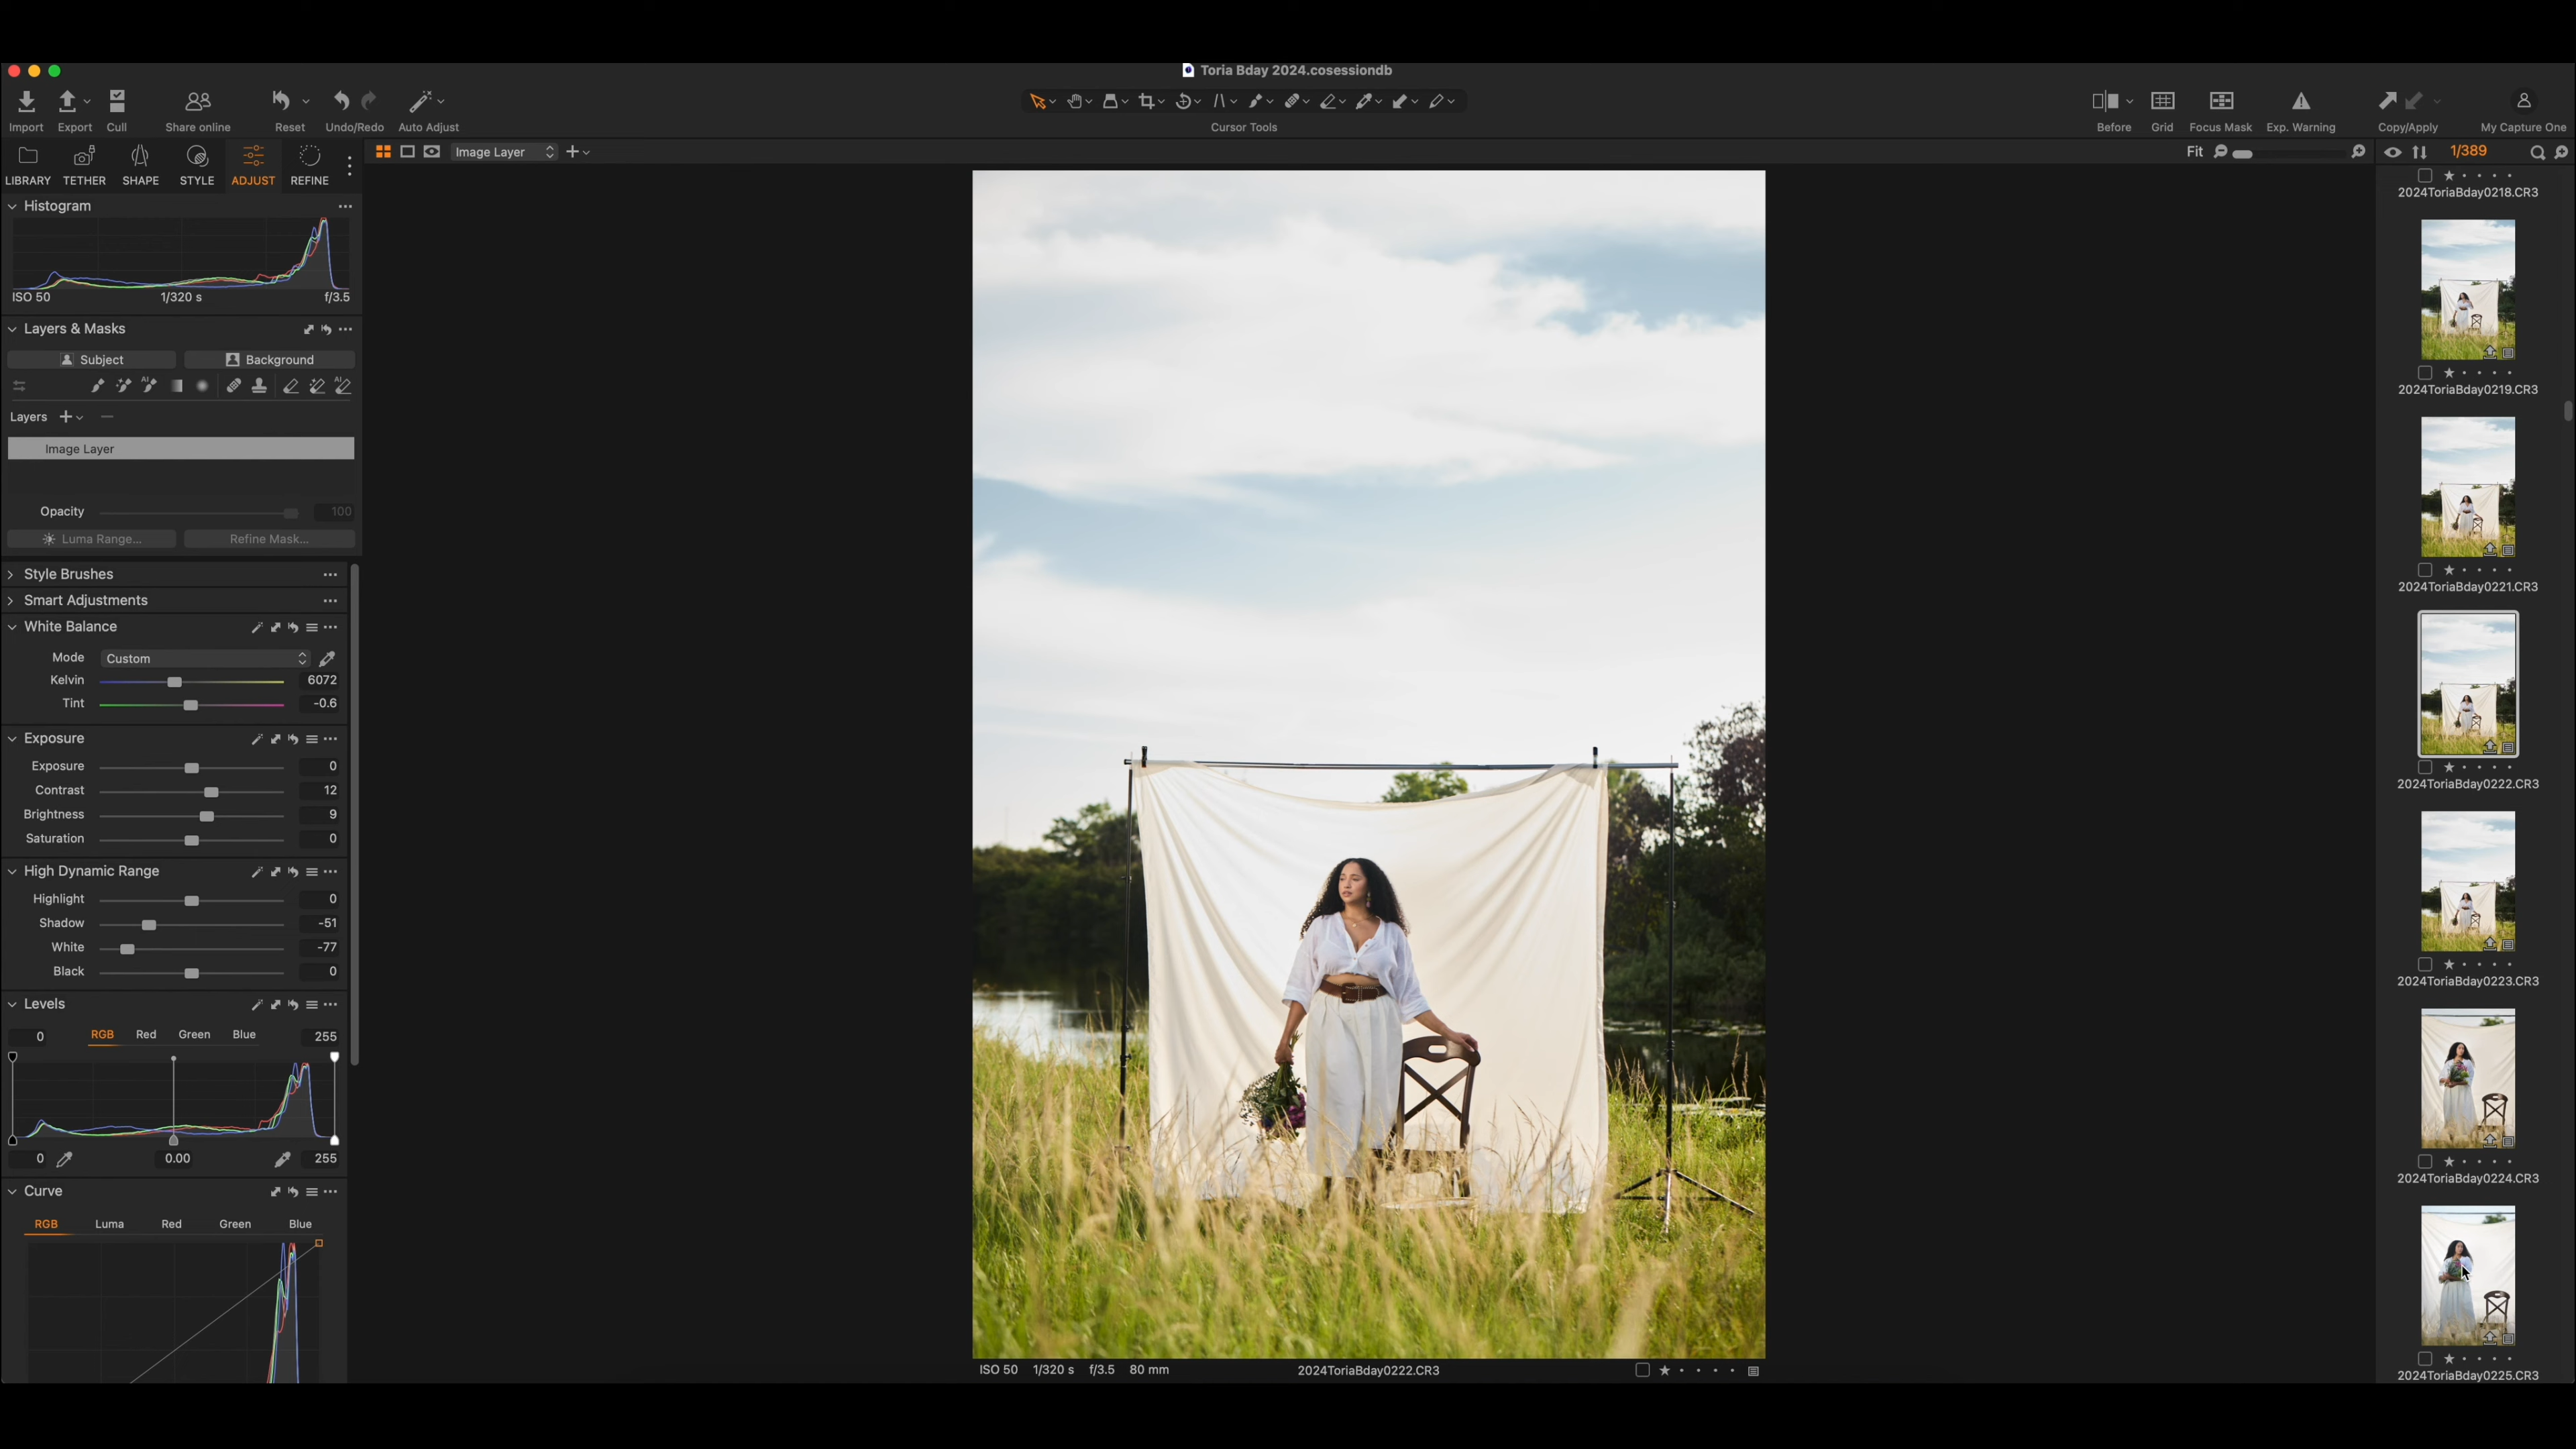 Toria Bday 2024.cosessiondb
Import Export Cull Share online Reset Undo/Redo Auto Adjust Cursor Tools Before Grid Focus Mask Exp. Warning Copy/Apply My Capture One
LIBRARY TETHER SHAPE STYLE ADJUST REFINE
Image Layer
Fit
1/389
Histogram
ISO 50 1/320 s f/3.5
Layers & Masks
Subject Background
AI AI
Layers
Image Layer
Opacity 100
Luma Range... Refine Mask...
Style Brushes
Smart Adjustments
White Balance
Mode Custom
Kelvin 6072
Tint -0.6
Exposure
Exposure 0
Contrast 12
Brightness 9
Saturation 0
High Dynamic Range
Highlight 0
Shadow -51
White -77
Black 0
Levels
0 RGB Red Green Blue 255
0 0.00 255
Curve
RGB Luma Red Green Blue
ISO 50 1/320 s f/3.5 80 mm 2024ToriaBday0222.CR3
2024ToriaBday0218.CR3
2024ToriaBday0219.CR3
2024ToriaBday0221.CR3
2024ToriaBday0222.CR3
2024ToriaBday0223.CR3
2024ToriaBday0224.CR3
2024ToriaBday0225.CR3